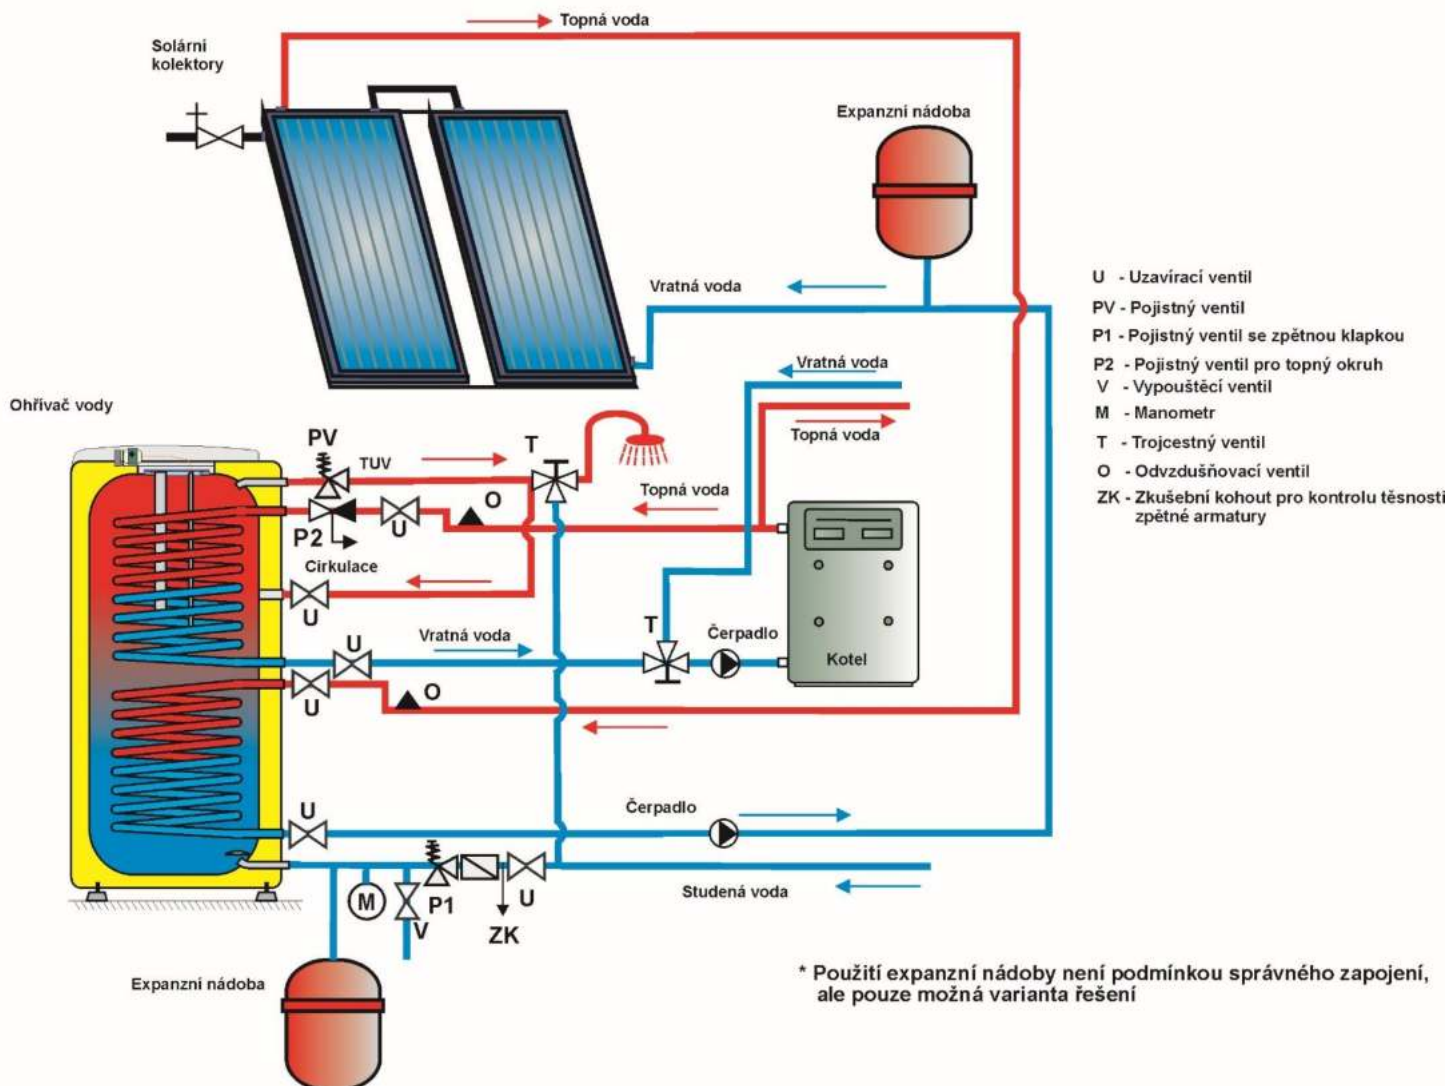 Topná voda
Solární
kolektory
Expanzní nádoba
Vratná voda
U - Uzavírací ventil
PV - Pojistný ventil
P1 - Pojistný ventil se zpětnou klapkou
P2 - Pojistný ventil pro topný okruh
V - Vypouštěcí ventil
M - Manometr
T - Trojcestný ventil
O - Odvzdušňovací ventil
ZK - Zkušební kohout pro kontrolu těsnosti
zpětné armatury
Vratná voda
Topná voda
Ohřívač vody
PV
TUV
T
O
Topná voda
P2
U
Cirkulace
U
U
Vratná voda
T
Čerpadlo
Kotel
U
O
U
Čerpadlo
M
V
P1
ZK
U
Studená voda
Expanzní nádoba
* Použití expanzní nádoby není podmínkou správného zapojení,
ale pouze možná varianta řešení